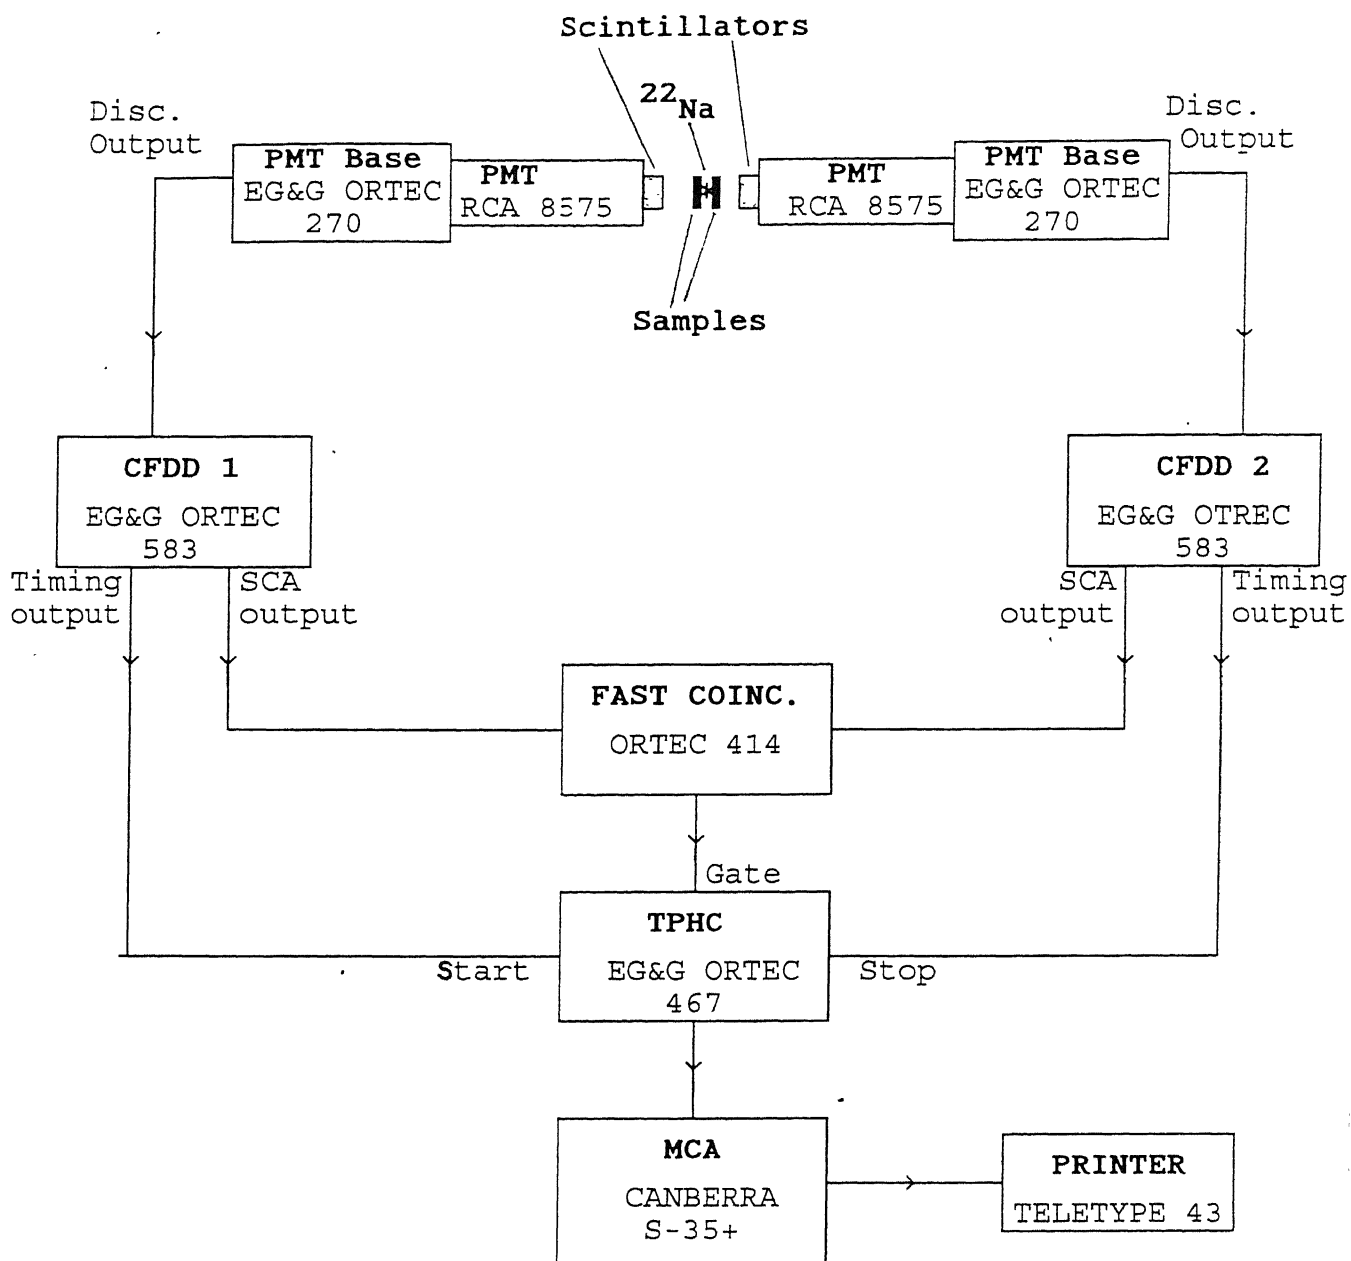 Scintillators
22Na
Disc.
Output
Disc.
Output
PMT Base
EG&G ORTEC
270
PMT
RCA 8575
PMT
RCA 8575
PMT Base
EG&G ORTEC
270
Samples
CFDD 1
EG&G ORTEC
583
CFDD 2
EG&G OTREC
583
Timing
output
SCA
output
SCA
output
Timing
output
FAST COINC.
ORTEC 414
Gate
TPHC
EG&G ORTEC
467
Start
Stop
MCA
CANBERRA
S-35+
PRINTER
TELETYPE 43